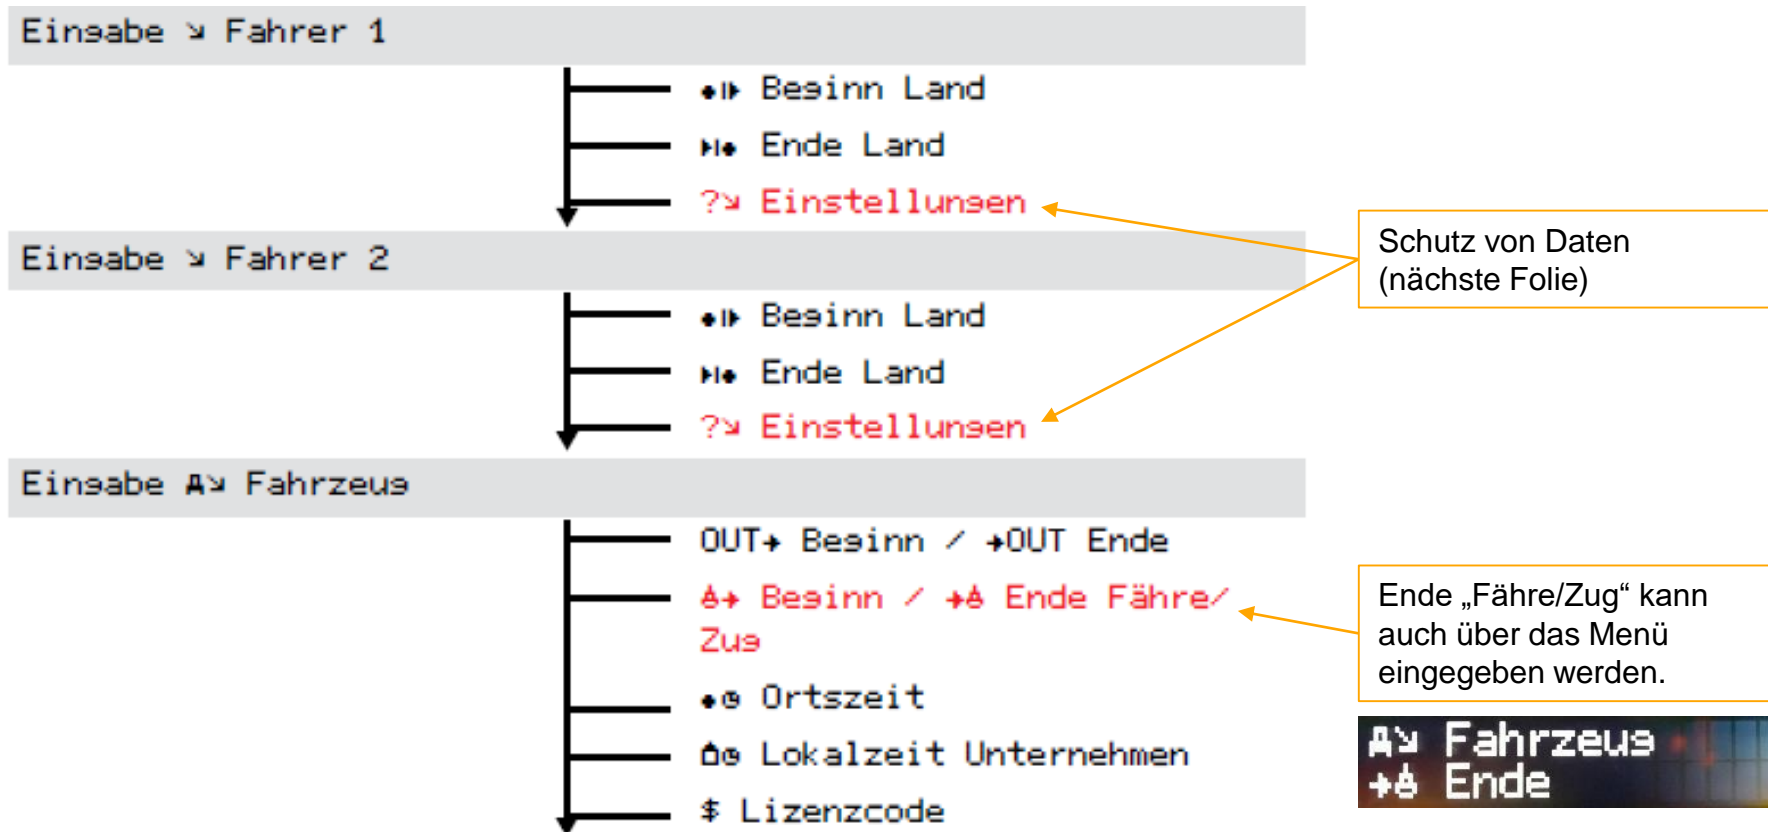 Eingabe Fahrer 1
Beginn Land
Ende Land
? Einstellungen
Eingabe Fahrer 2
Beginn Land
Ende Land
? Einstellungen
Eingabe Fahrzeug
OUT Beginn / OUT Ende
Beginn / Ende Fähre/
Zug
Ortszeit
Lokalzeit Unternehmen
$ Lizenzcode
Schutz von Daten
(nächste Folie)
Ende „Fähre/Zug“ kann
auch über das Menü
eingegeben werden.
Fahrzeug
Ende